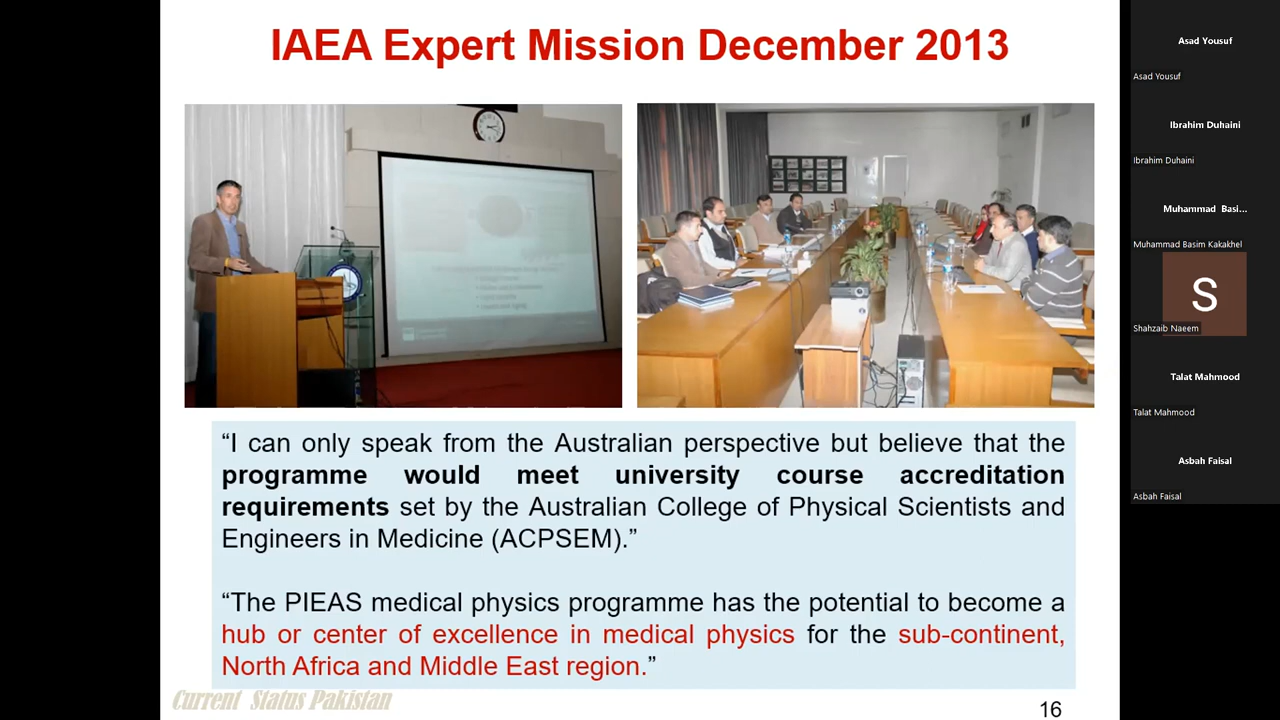 IAEA Expert Mission December 2013
“I can only speak from the Australian perspective but believe that the
programme would meet university course accreditation
requirements set by the Australian College of Physical Scientists and
Engineers in Medicine (ACPSEM).”
“The PIEAS medical physics programme has the potential to become a
hub or center of excellence in medical physics for the sub-continent,
North Africa and Middle East region.”
Current Status Pakistan
16
Asad Yousuf
Asad Yousuf
Ibrahim Duhaini
Ibrahim Duhaini
Muhammad Basi...
Muhammad Basim Kakakhel
S
Shahzaib Naeem
Talat Mahmood
Talat Mahmood
Asbah Faisal
Asbah Faisal